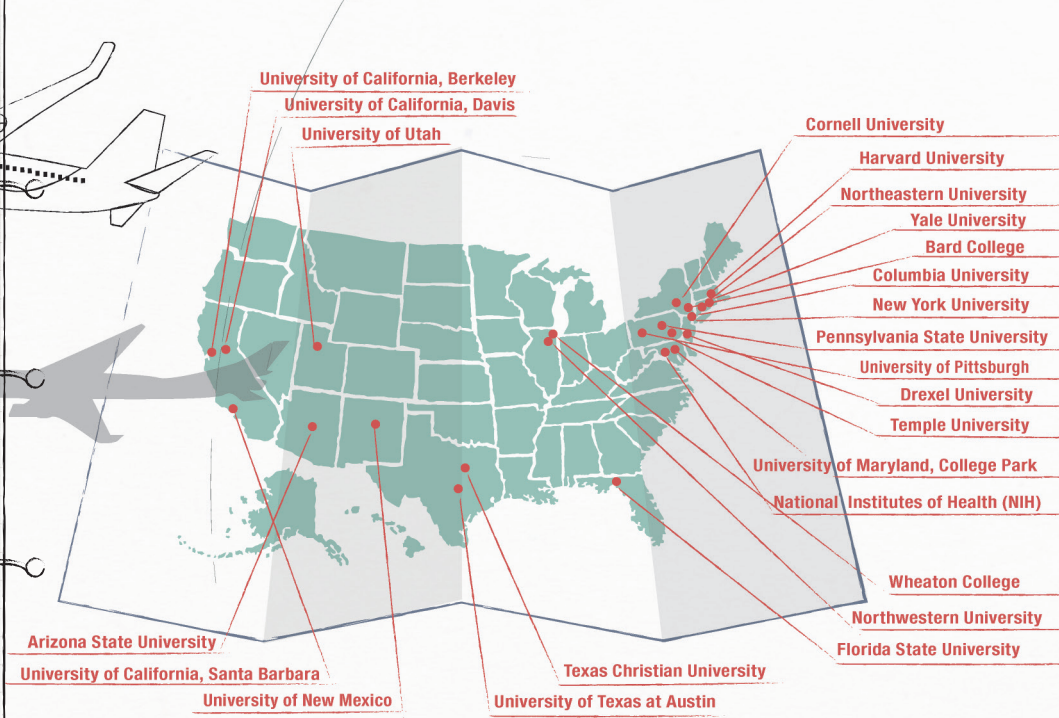 University of California, Berkeley
University of California, Davis
University of Utah
Cornell University
Harvard University
Northeastern University
Yale University
Bard College
Columbia University
New York University
Pennsylvania State University
University of Pittsburgh
Drexel University
Temple University
University of Maryland, College Park
National Institutes of Health (NIH)
Wheaton College
Northwestern University
Florida State University
Arizona State University
University of California, Santa Barbara
University of New Mexico
Texas Christian University
University of Texas at Austin